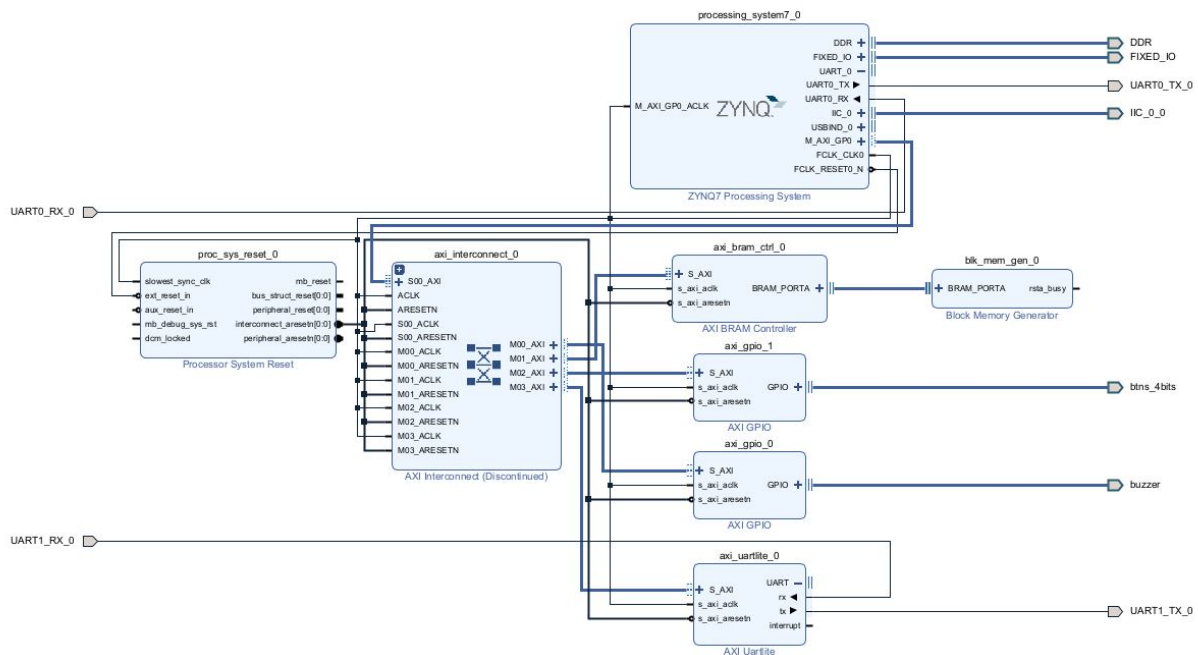 processing_system7_0
DDR
FIXED_IO
UART_0
UART0_TX
UART0_RX
IIC_0
USBIND_0
M_AXI_GP0
FCLK_CLK0
FCLK_RESET0_N
M_AXI_GP0_ACLK
ZYNQ
ZYNQ7 Processing System
DDR
FIXED_IO
UART0_TX_0
IIC_0_0
UART0_RX_0
proc_sys_reset_0
slowest_sync_clk
ext_reset_in
aux_reset_in
mb_debug_sys_rst
dcm_locked
mb_reset
bus_struct_reset[0:0]
peripheral_reset[0:0]
interconnect_aresetn[0:0]
peripheral_aresetn[0:0]
Processor System Reset
axi_interconnect_0
S00_AXI
ACLK
ARESETN
S00_ACLK
S00_ARESETN
M00_ACLK
M00_ARESETN
M01_ACLK
M01_ARESETN
M02_ACLK
M02_ARESETN
M03_ACLK
M03_ARESETN
M00_AXI
M01_AXI
M02_AXI
M03_AXI
AXI Interconnect (Discontinued)
axi_bram_ctrl_0
S_AXI
s_axi_aclk
s_axi_aresetn
BRAM_PORTA
AXI BRAM Controller
blk_mem_gen_0
BRAM_PORTA
rsta_busy
Block Memory Generator
axi_gpio_1
S_AXI
s_axi_aclk
s_axi_aresetn
GPIO
AXI GPIO
btns_4bits
axi_gpio_0
S_AXI
s_axi_aclk
s_axi_aresetn
GPIO
AXI GPIO
buzzer
UART1_RX_0
axi_uartlite_0
S_AXI
s_axi_aclk
s_axi_aresetn
UART
rx
tx
interrupt
AXI Uartlite
UART1_TX_0